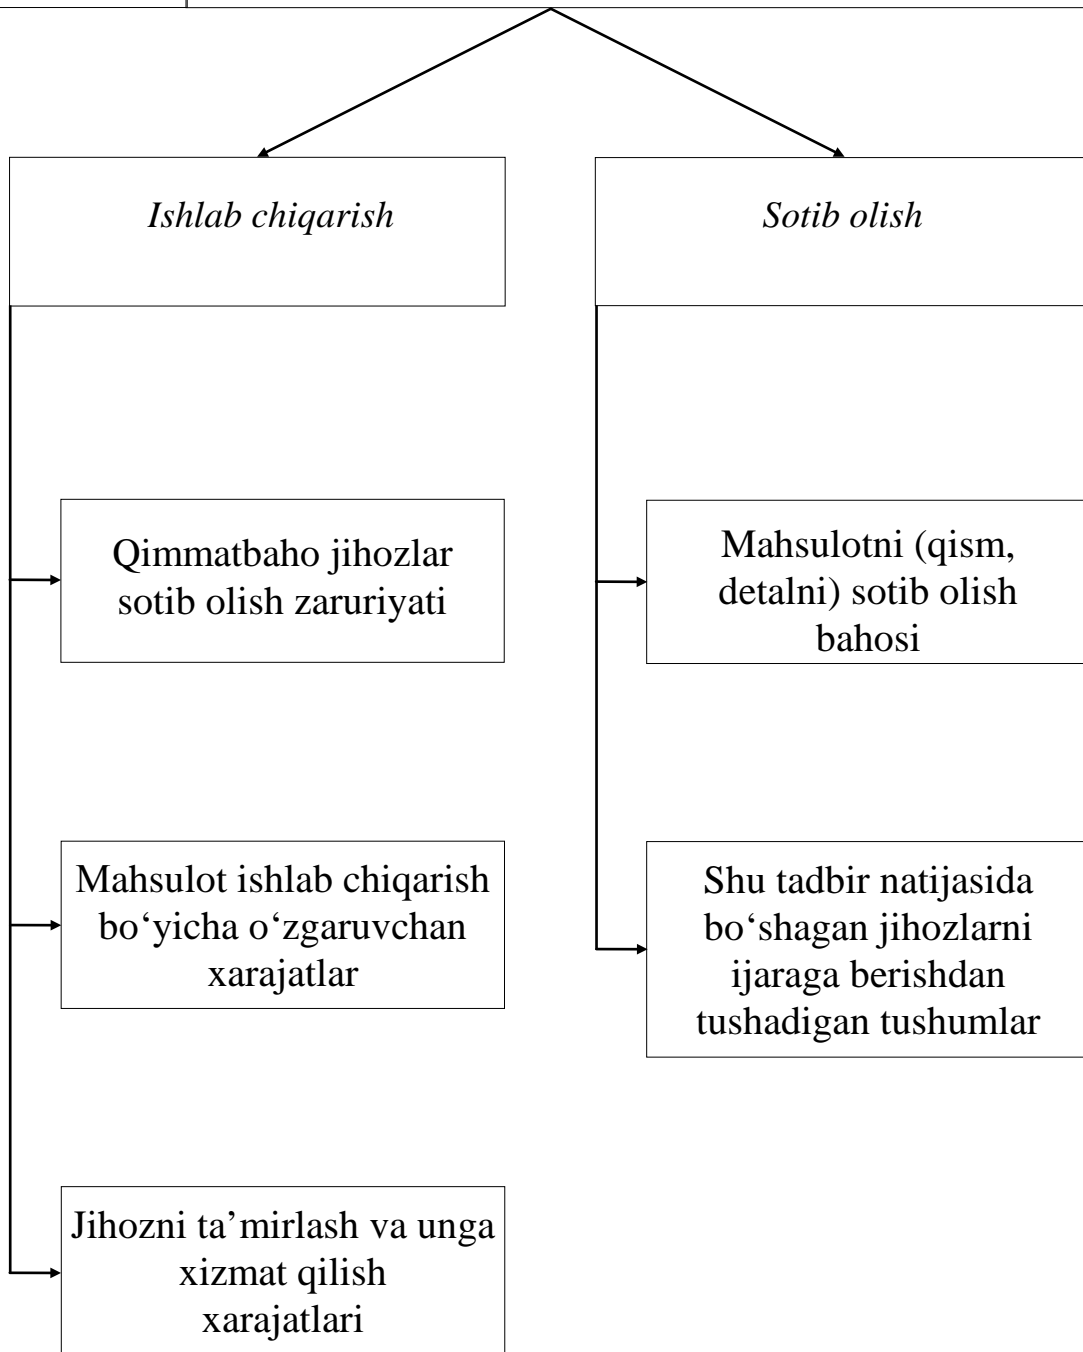 Ishlab chiqarish
Sotib olish
Qimmatbaho jihozlar
sotib olish zaruriyati
Mahsulotni (qism,
detalni) sotib olish
bahosi
Mahsulot ishlab chiqarish
bo‘yicha o‘zgaruvchan
xarajatlar
Shu tadbir natijasida
bo‘shagan jihozlarni
ijaraga berishdan
tushadigan tushumlar
Jihozni ta’mirlash va unga
xizmat qilish
xarajatlari